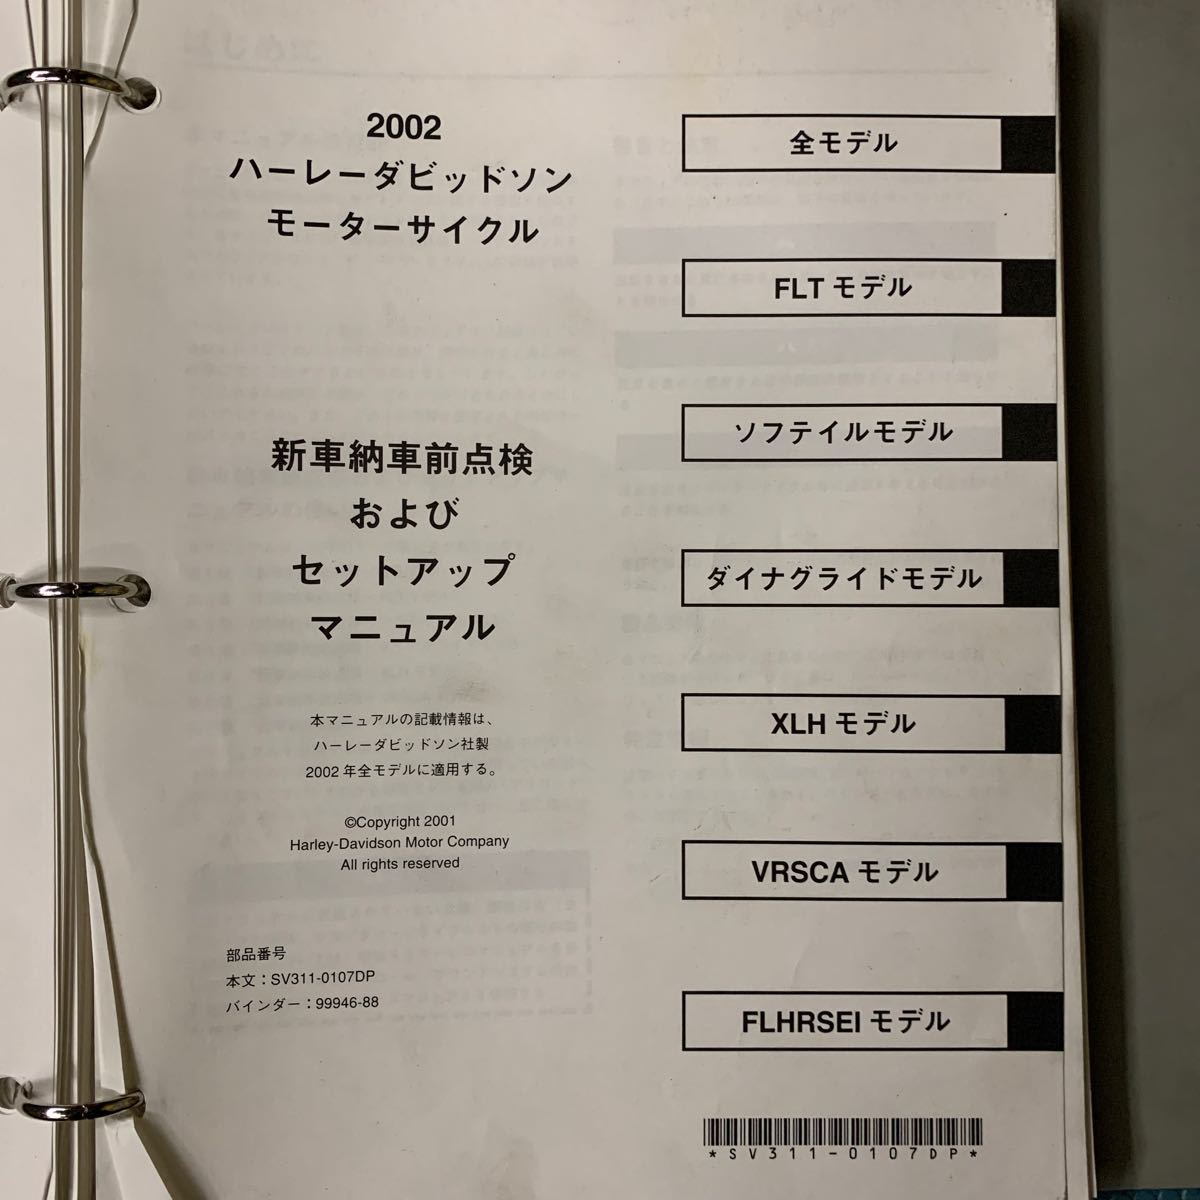 2002
ハーレーダビッドソン
モーターサイクル
新車納車前点検
および
セットアップ
マニュアル
本マニュアルの記載情報は、
ハーレーダビッドソン社製
2002 年全モデルに適用する。
©Copyright 2001
Harley-Davidson Motor Company
All rights reserved
部品番号
本文：SV311-0107DP
バインダー：99946-88
全モデル
FLT モデル
ソフテイルモデル
ダイナグライドモデル
XLH モデル
VRSCA モデル
FLHRSEI モデル
*SV311-0107DP*